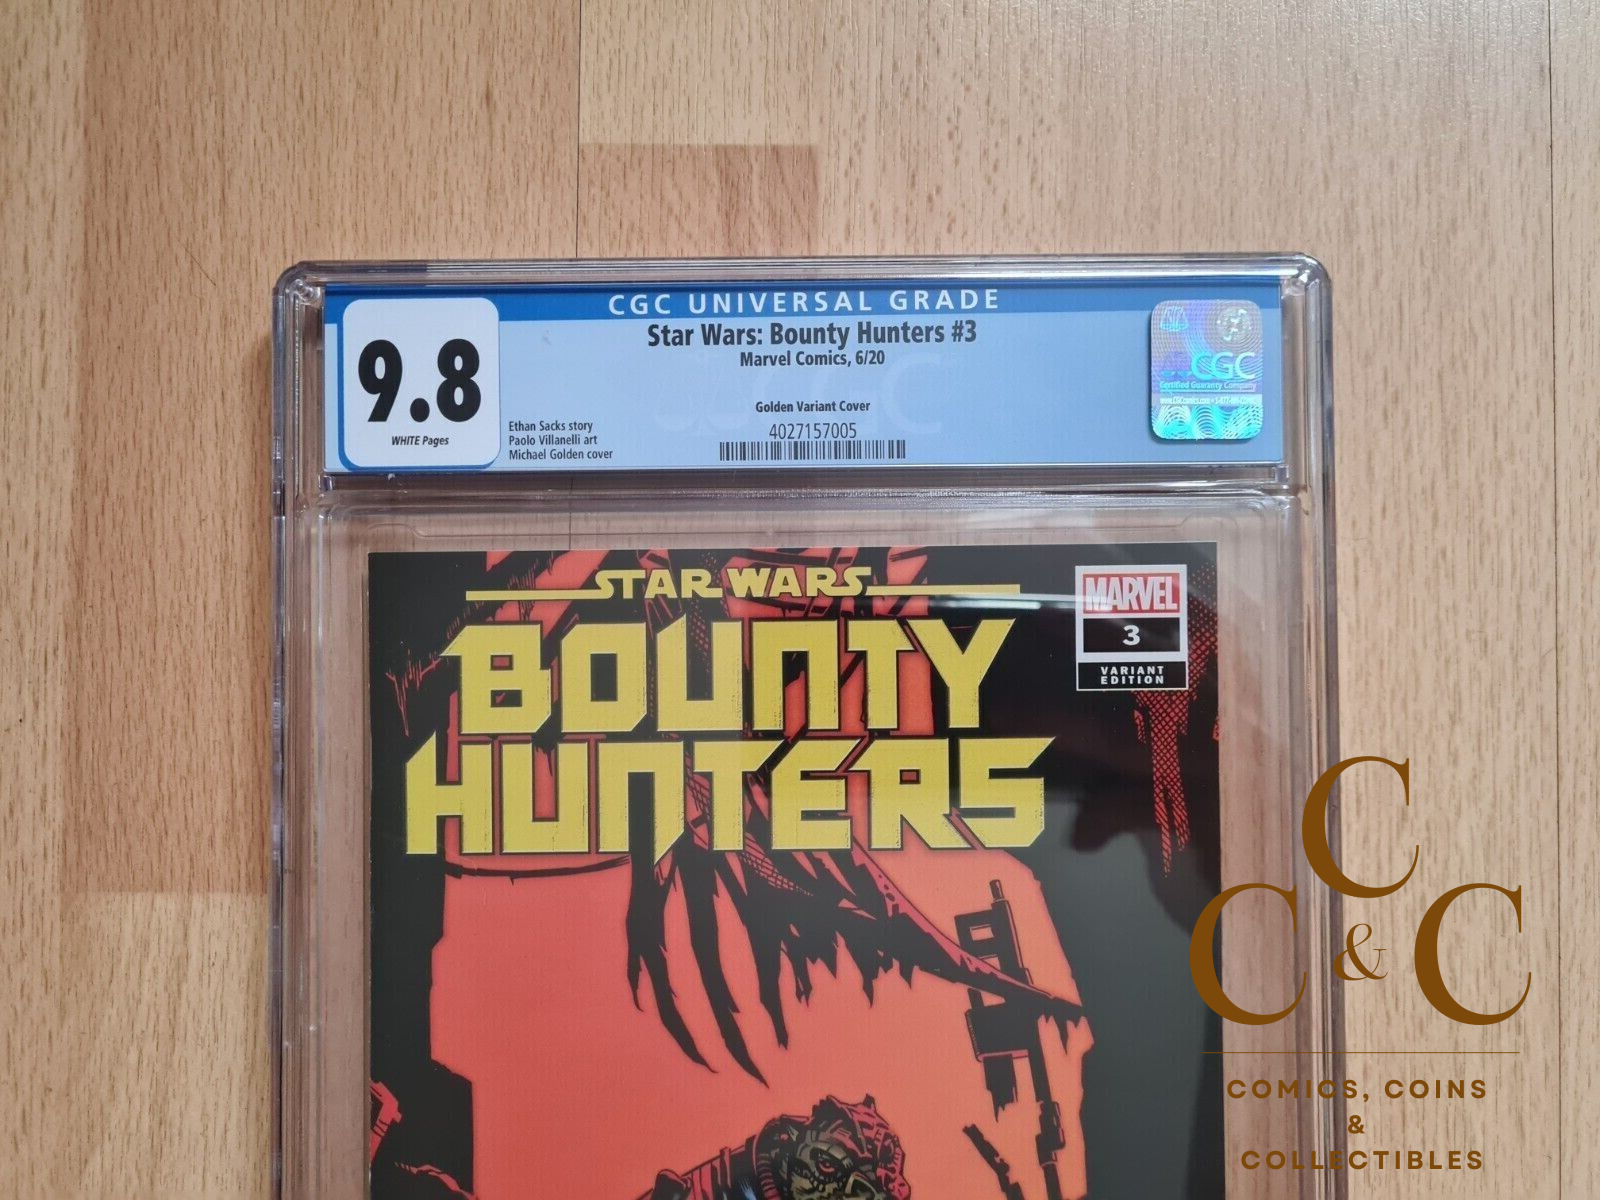 CGC UNIVERSAL GRADE
9.8
WHITE Pages
Star Wars: Bounty Hunters #3
Marvel Comics, 6/20
Golden Variant Cover
Ethan Sacks story
Paolo Villanelli art
Michael Golden cover
4027157005
CGC
Certified Guaranty Company
STAR WARS
BOUNTY
HUNTERS
MARVEL
3
VARIANT
EDITION
C
C & C
COMICS, COINS
&
COLLECTIBLES